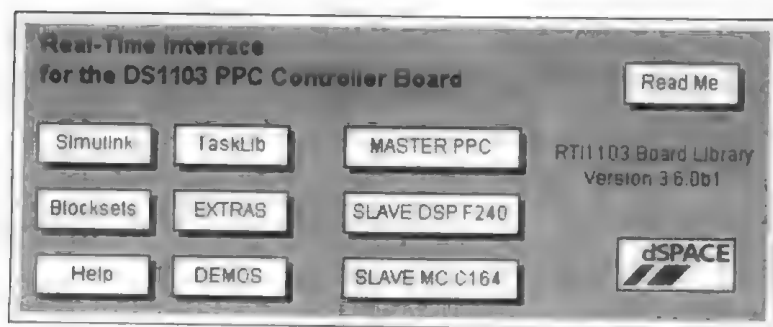 Real-Time Interface
for the DS1103 PPC Controller Board
Read Me
Simulink TaskLib MASTER PPC
RTI1103 Board Library
Version 3.6.0b1
Blocksets EXTRAS SLAVE DSP F240
Help DEMOS SLAVE MC C164
dSPACE